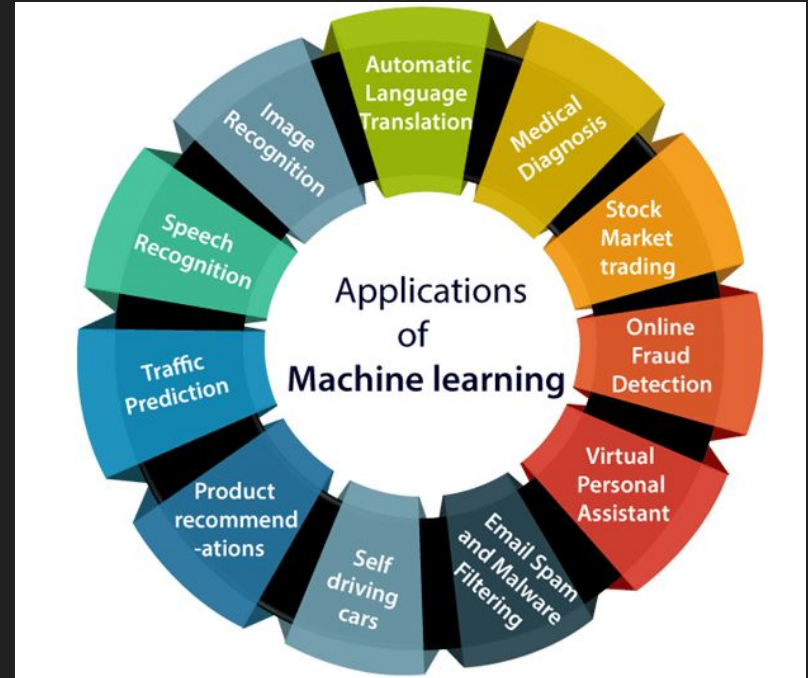 Applications
of
Machine learning
Automatic
Language
Translation
Medical
Diagnosis
Stock
Market
trading
Online
Fraud
Detection
Virtual
Personal
Assistant
Email Spam
and Malware
Filtering
Self
driving
cars
Product
recommend
-ations
Traffic
Prediction
Speech
Recognition
Image
Recognition